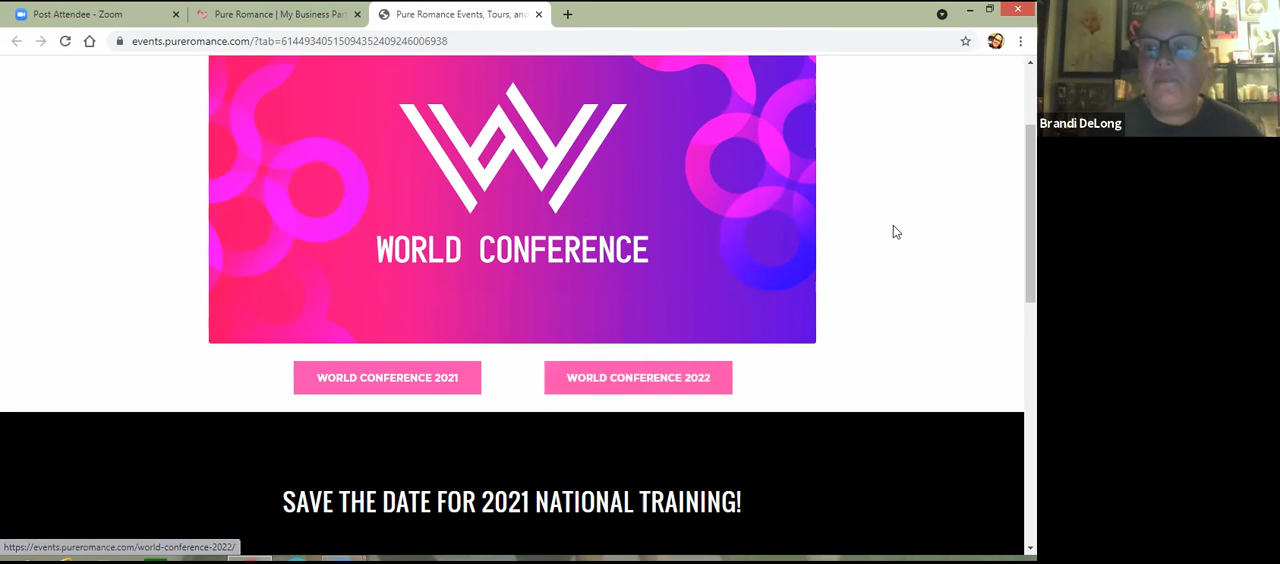 Post Attendee - Zoom
Pure Romance | My Business Par
Pure Romance Events, Tours, an
events.pureromance.com/?tab=61449340515094352409246006938
WORLD CONFERENCE
Brandi DeLong
WORLD CONFERENCE 2021
WORLD CONFERENCE 2022
SAVE THE DATE FOR 2021 NATIONAL TRAINING!
https://events.pureromance.com/world-conference-2022/